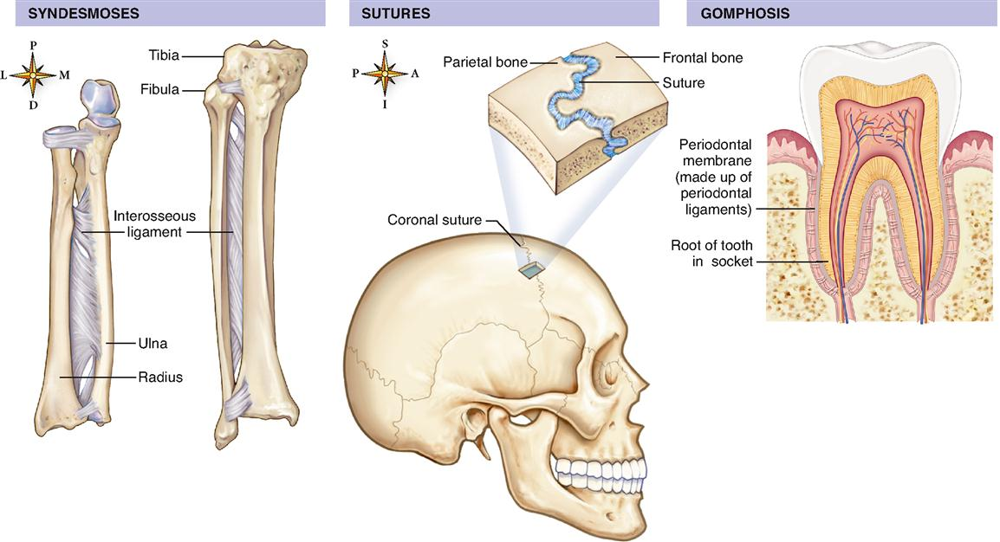 SYNDESMOSES
P
L
M
D
Tibia
Fibula
Interosseous
ligament
Ulna
Radius
SUTURES
S
P
A
I
Parietal bone
Frontal bone
Suture
Coronal suture
GOMPHOSIS
Periodontal
membrane
(made up of
periodontal
ligaments)
Root of tooth
in socket